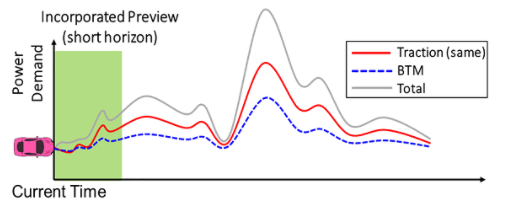 Incorporated Preview
(short horizon)
Power
Demand
Traction (same)
BTM
Total
Current Time